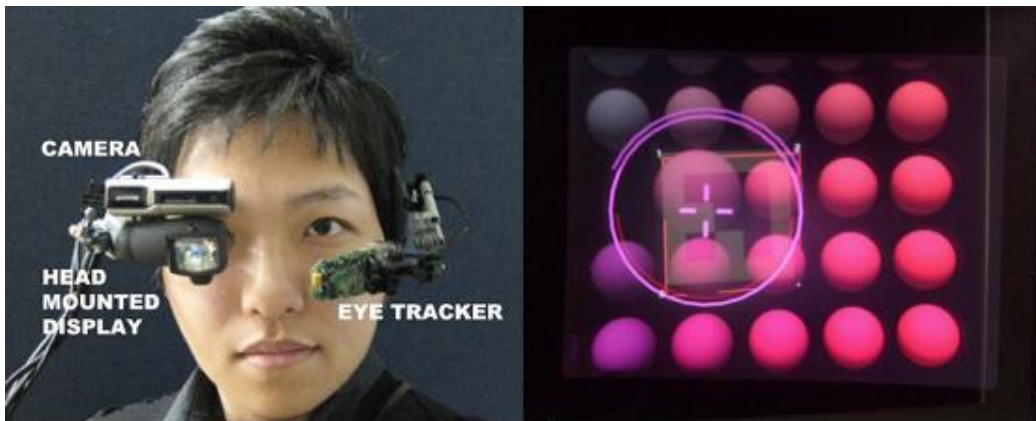 CAMERA
HEAD
MOUNTED
DISPLAY
EYE TRACKER